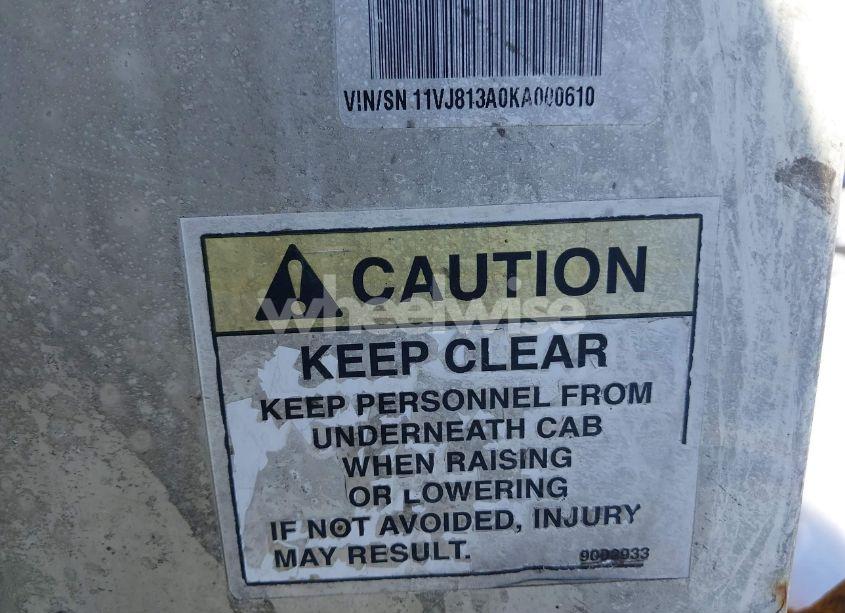 VIN/SN 11VJ813A0KA000610
CAUTION
wheelwise
KEEP CLEAR
KEEP PERSONNEL FROM
UNDERNEATH CAB
WHEN RAISING
OR LOWERING
IF NOT AVOIDED, INJURY
MAY RESULT.